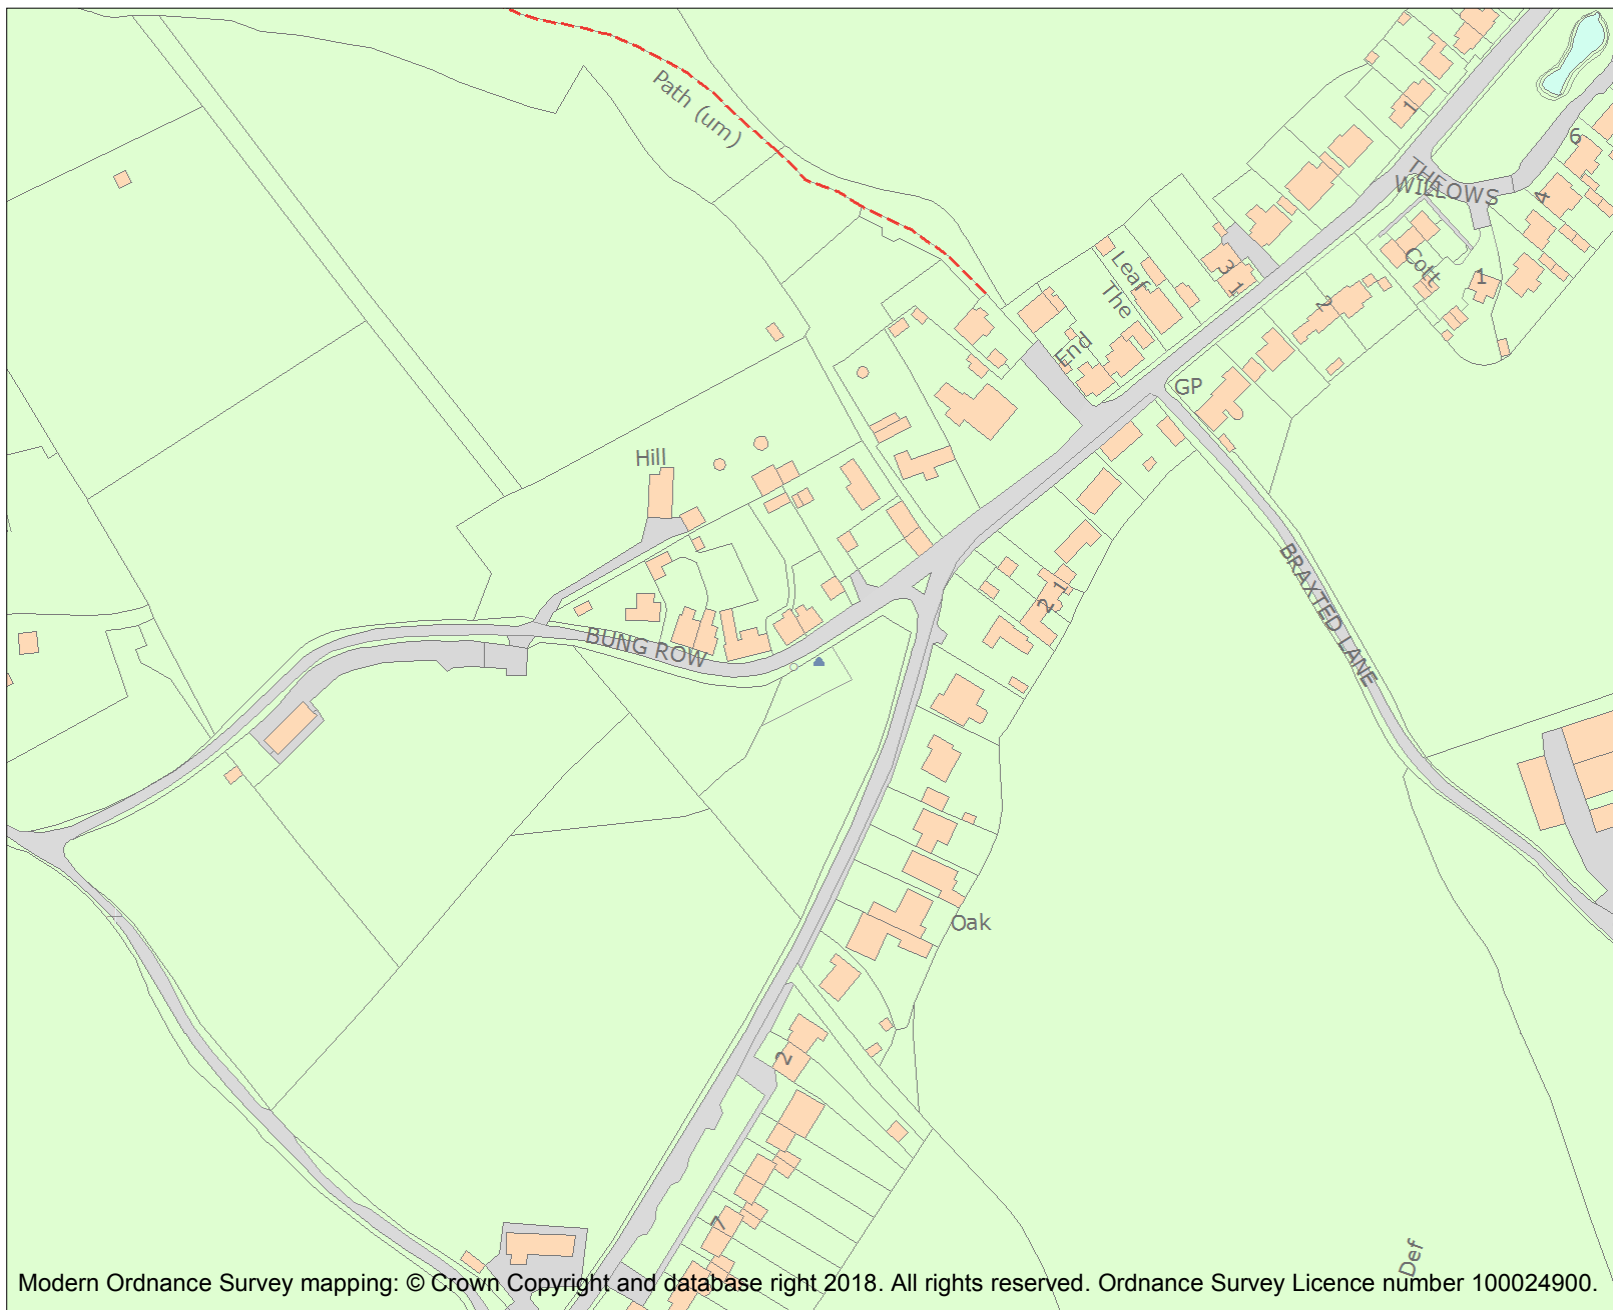 Path (um)
1
6
THE
WILLOWS
4
Leaf
The
3
1
Cott
1
2
End
GP
Hill
BRAXTED LANE
1
2
BUNG ROW
Oak
2
7
Def
Modern Ordnance Survey mapping: © Crown Copyright and database right 2018. All rights reserved. Ordnance Survey Licence number 100024900.